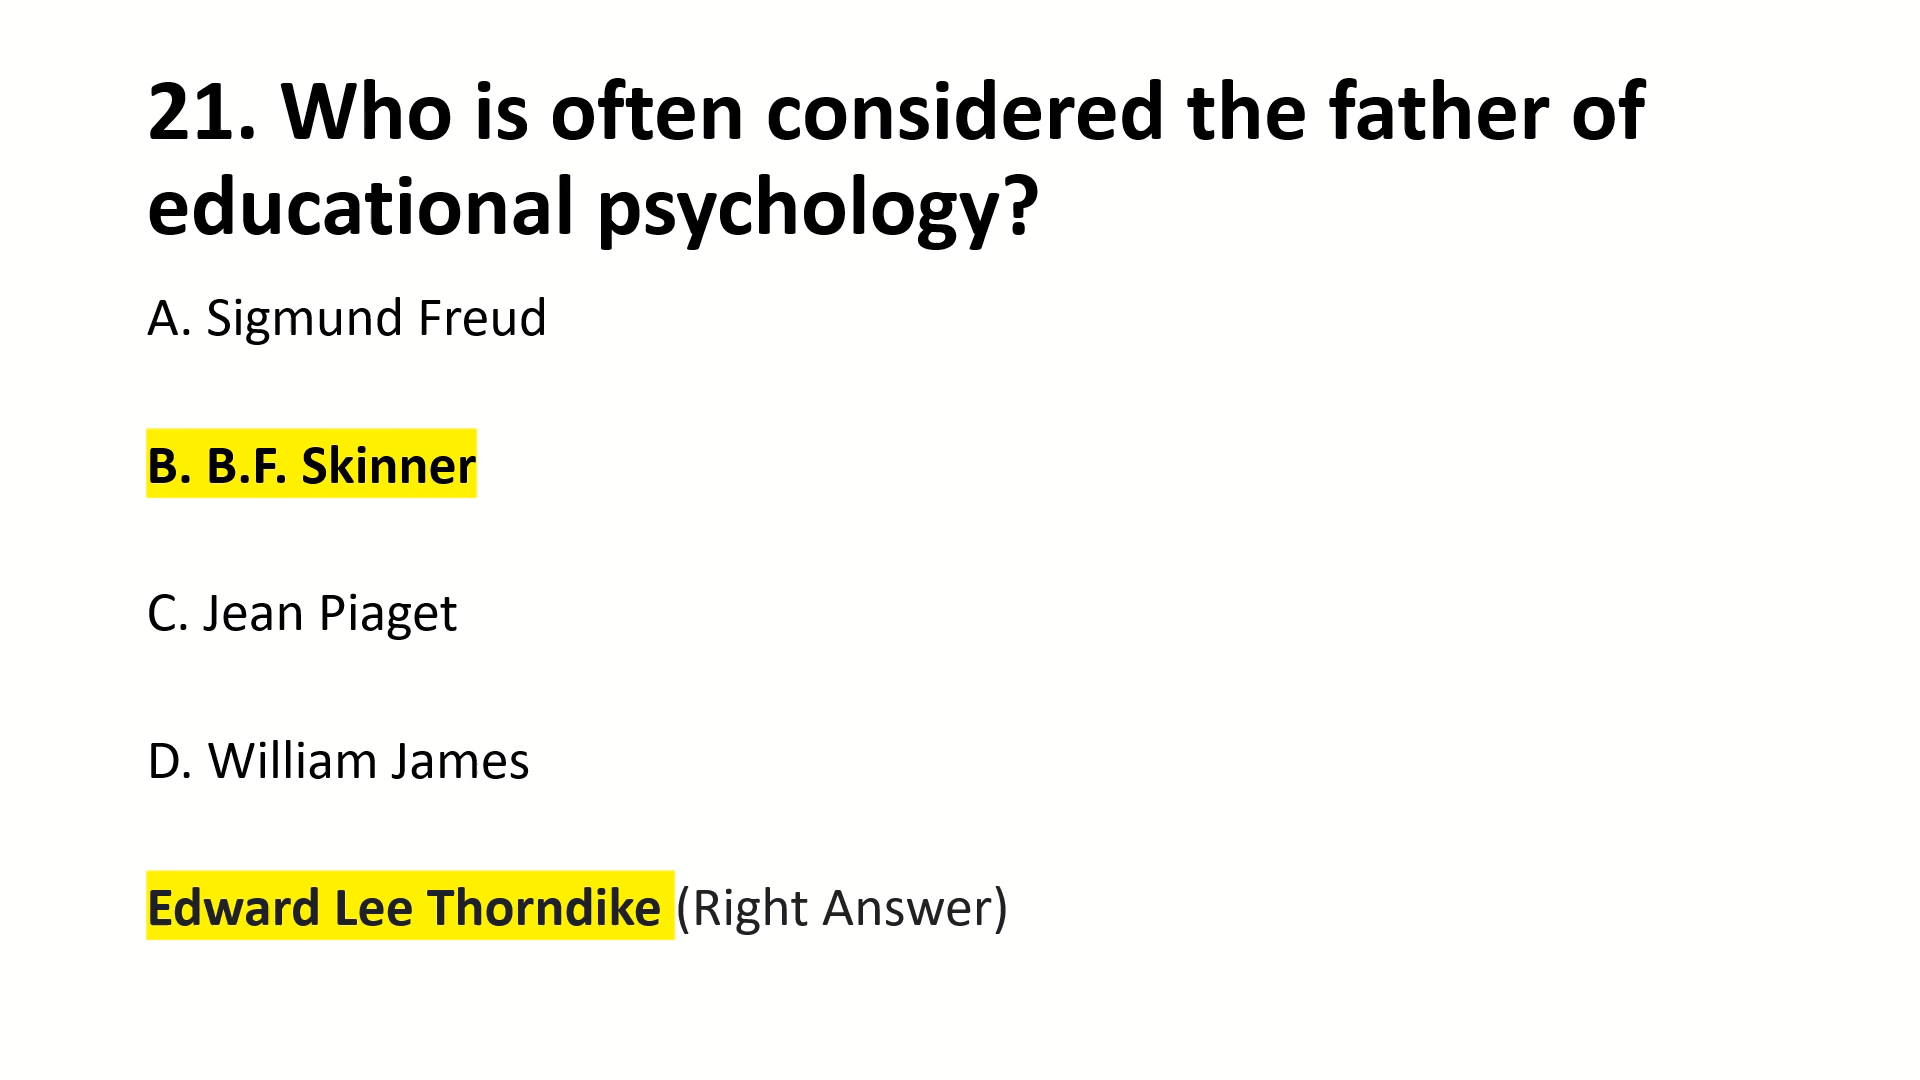 21. Who is often considered the father of
educational psychology?
A. Sigmund Freud
B. B.F. Skinner
C. Jean Piaget
D. William James
Edward Lee Thorndike (Right Answer)